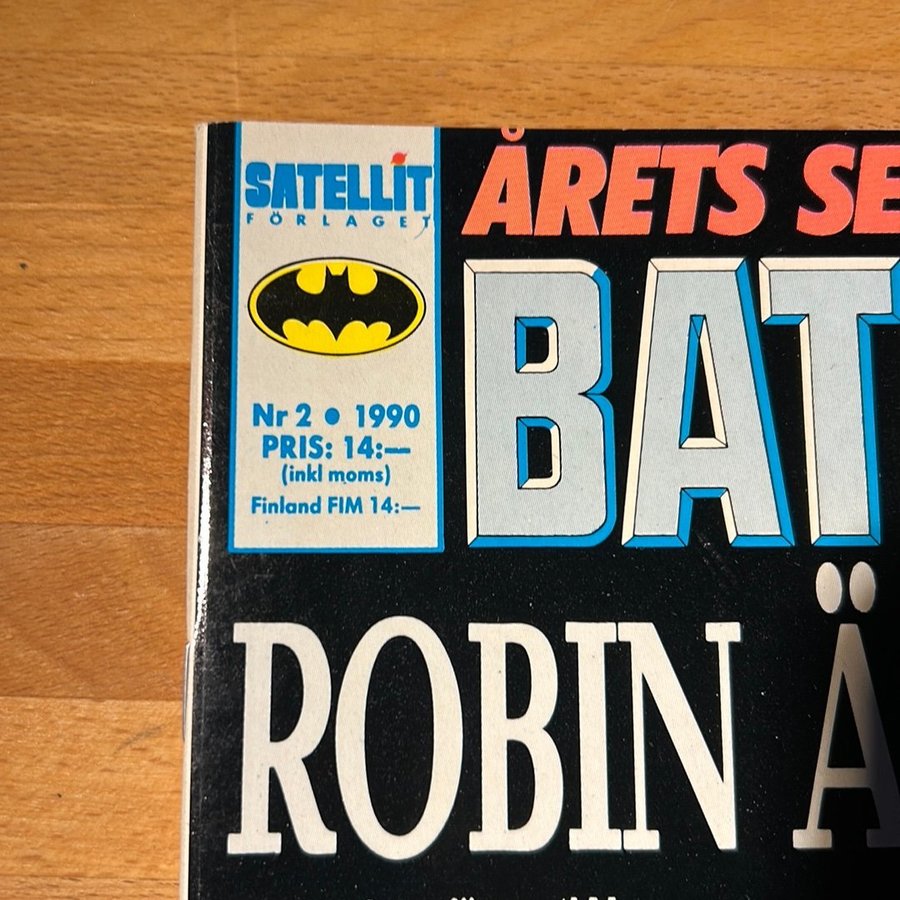 SATELLIT
FÖRLAGET
Nr 2 • 1990
PRIS: 14:—
(inkl moms)
Finland FIM 14:—
ÅRETS SE
BAT
ROBIN Ä